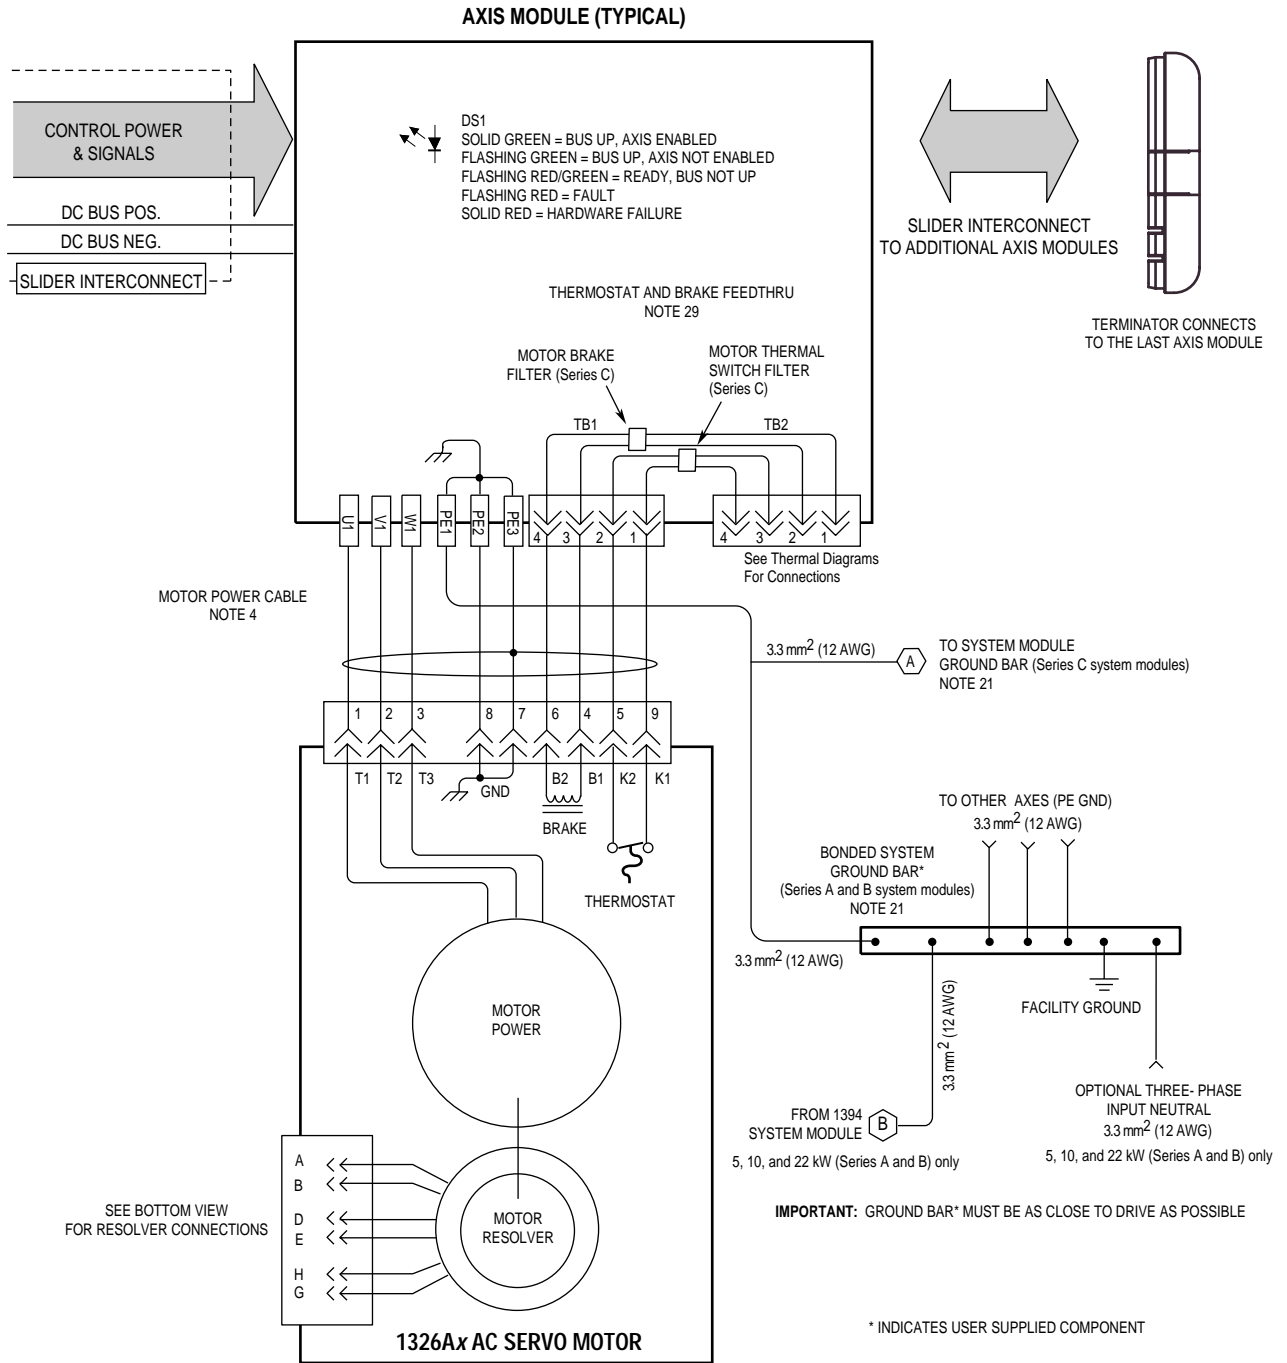 AXIS MODULE (TYPICAL)
CONTROL POWER
& SIGNALS
DC BUS POS.
DC BUS NEG.
SLIDER INTERCONNECT
DS1
SOLID GREEN = BUS UP, AXIS ENABLED
FLASHING GREEN = BUS UP, AXIS NOT ENABLED
FLASHING RED/GREEN = READY, BUS NOT UP
FLASHING RED = FAULT
SOLID RED = HARDWARE FAILURE
SLIDER INTERCONNECT
TO ADDITIONAL AXIS MODULES
TERMINATOR CONNECTS
TO THE LAST AXIS MODULE
THERMOSTAT AND BRAKE FEEDTHRU
NOTE 29
MOTOR BRAKE
FILTER (Series C)
MOTOR THERMAL
SWITCH FILTER
(Series C)
TB1
TB2
U1
V1
W1
PE1
PE2
PE3
4 3 2 1
4 3 2 1
See Thermal Diagrams
For Connections
MOTOR POWER CABLE
NOTE 4
3.3 mm2 (12 AWG)
A
TO SYSTEM MODULE
GROUND BAR (Series C system modules)
NOTE 21
1 2 3 8 7 6 4 5 9
T1 T2 T3 GND B2 B1 K2 K1
BRAKE
THERMOSTAT
TO OTHER AXES (PE GND)
3.3 mm2 (12 AWG)
BONDED SYSTEM
GROUND BAR*
(Series A and B system modules)
NOTE 21
3.3 mm2 (12 AWG)
3.3 mm2 (12 AWG)
FACILITY GROUND
MOTOR
POWER
FROM 1394
SYSTEM MODULE
B
5, 10, and 22 kW (Series A and B) only
OPTIONAL THREE- PHASE
INPUT NEUTRAL
3.3 mm2 (12 AWG)
5, 10, and 22 kW (Series A and B) only
IMPORTANT: GROUND BAR* MUST BE AS CLOSE TO DRIVE AS POSSIBLE
SEE BOTTOM VIEW
FOR RESOLVER CONNECTIONS
A
B
D
E
H
G
MOTOR
RESOLVER
1326Ax AC SERVO MOTOR
* INDICATES USER SUPPLIED COMPONENT